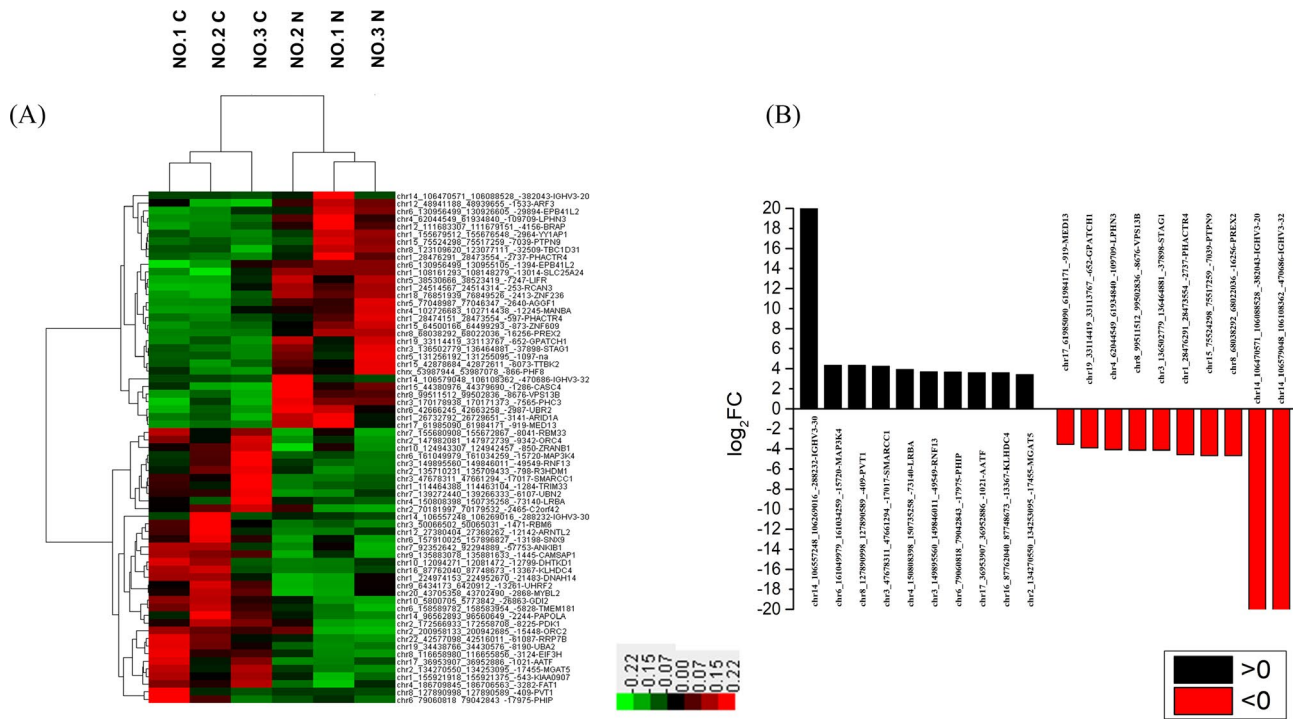 (A)
NO.1 C
NO.2 C
NO.3 C
NO.2 N
NO.1 N
NO.3 N
chr14_106470571_106088528_-382043-IGHV3-20
chr12_48941188_48939655_-1533-ARF3
chr6_130956499_130926605_-29894-EPB41L2
chr4_62044549_61934840_-109709-LPHN3
chr12_111683307_111679151_-4156-BRAP
chr1_155679512_155676548_-2964-YY1AP1
chr15_75524298_75517259_-7039-PTPN9
chr8_123109620_123077111_-32509-TBC1D31
chr1_28476291_28473554_-2737-PHACTR4
chr6_130956499_130955105_-1394-EPB41L2
chr1_108161293_108148279_-13014-SLC25A24
chr5_38530666_38523419_-7247-LIFR
chr1_24514567_24514314_-253-RCAN3
chr18_76851939_76849526_-2413-ZNF236
chr5_77048987_77046347_-2640-AGGF1
chr4_102726683_102714438_-12245-MANBA
chr1_28474151_28473554_-597-PHACTR4
chr15_64500166_64499293_-873-ZNF609
chr8_68038292_68022036_-16256-PREX2
chr19_33114419_33113767_-652-GPATCH1
chr3_136502779_136464881_-37898-STAG1
chr5_131256192_131255095_-1097-na
chr15_42878684_42872611_-6073-TTBK2
chrx_53987944_53987078_-866-PHF8
chr14_106579048_106108362_-470686-IGHV3-32
chr15_44380976_44379690_-1286-CASC4
chr8_99511512_99502836_-8676-VPS13B
chr3_170178938_170171373_-7565-PHC3
chr6_42666245_42663258_-2987-UBR2
chr1_26732792_26729651_-3141-ARID1A
chr17_61985090_61984171_-919-MED13
chr7_155680908_155672867_-8041-RBM33
chr2_147982081_147972739_-9342-ORC4
chr10_124943307_124942457_-850-ZRANB1
chr6_161049979_161034259_-15720-MAP3K4
chr3_149895560_149846011_-49549-RNF13
chr2_135710231_135709433_-798-R3HDM1
chr3_47678311_47661294_-17017-SMARCC1
chr1_114464388_114463104_-1284-TRIM33
chr7_139272440_139266333_-6107-UBN2
chr4_150808398_150735258_-73140-LRBA
chr2_70181997_70179532_-2465-C2orf42
chr14_106557248_106269016_-288232-IGHV3-30
chr3_50066502_50065031_-1471-RBM6
chr12_27380404_27368262_-12142-ARNTL2
chr6_157910025_157896827_-13198-SNX9
chr7_92352642_92294889_-57753-ANKIB1
chr9_135883078_135881633_-1445-CAMSAP1
chr10_12094271_12081472_-12799-DHTKD1
chr16_87762040_87748673_-13367-KLHDC4
chr1_224974153_224952670_-21483-DNAH14
chr9_6434173_6420912_-13261-UHRF2
chr20_43705358_43702490_-2868-MYBL2
chr10_5800705_5773842_-26863-GDI2
chr6_158589782_158583954_-5828-TMEM181
chr14_96562893_96560649_-2244-PAPOLA
chr2_172566933_172558708_-8225-PDK1
chr2_200958133_200942685_-15448-ORC2
chr22_42577098_42516011_-61087-RRP7B
chr19_34438766_34430576_-8190-UBA2
chr8_116658980_116655856_-3124-EIF3H
chr17_36953907_36952886_-1021-AATF
chr2_134270550_134253095_-17455-MGAT5
chr1_155921918_155921375_-543-KIAA0907
chr4_186709845_186706563_-3282-FAT1
chr8_127890998_127890589_-409-PVT1
chr6_79060818_79042843_-17975-PHIP
-0.22
-0.15
-0.07
0.00
0.07
0.15
0.22
(B)
log2FC
20
18
16
14
12
10
8
6
4
2
0
-2
-4
-6
-8
-10
-12
-14
-16
-18
-20
chr14_106557248_106269016_-288232-IGHV3-30
chr6_161049979_161034259_-15720-MAP3K4
chr8_127890998_127890589_-409-PVT1
chr3_47678311_47661294_-17017-SMARCC1
chr4_150808398_150735258_-73140-LRBA
chr3_149895560_149846011_-49549-RNF13
chr6_79060818_79042843_-17975-PHIP
chr17_36953907_36952886_-1021-AATF
chr16_87762040_87748673_-13367-KLHDC4
chr2_134270550_134253095_-17455-MGAT5
chr17_61985090_61984171_-919-MED13
chr19_33114419_33113767_-652-GPATCH1
chr4_62044549_61934840_-109709-LPHN3
chr8_99511512_99502836_-8676-VPS13B
chr3_136502779_136464881_-37898-STAG1
chr1_28476291_28473554_-2737-PHACTR4
chr15_75524298_75517259_-7039-PTPN9
chr8_68038292_68022036_-16256-PREX2
chr14_106470571_106088528_-382043-IGHV3-20
chr14_106579048_106108362_-470686-IGHV3-32
>0
<0